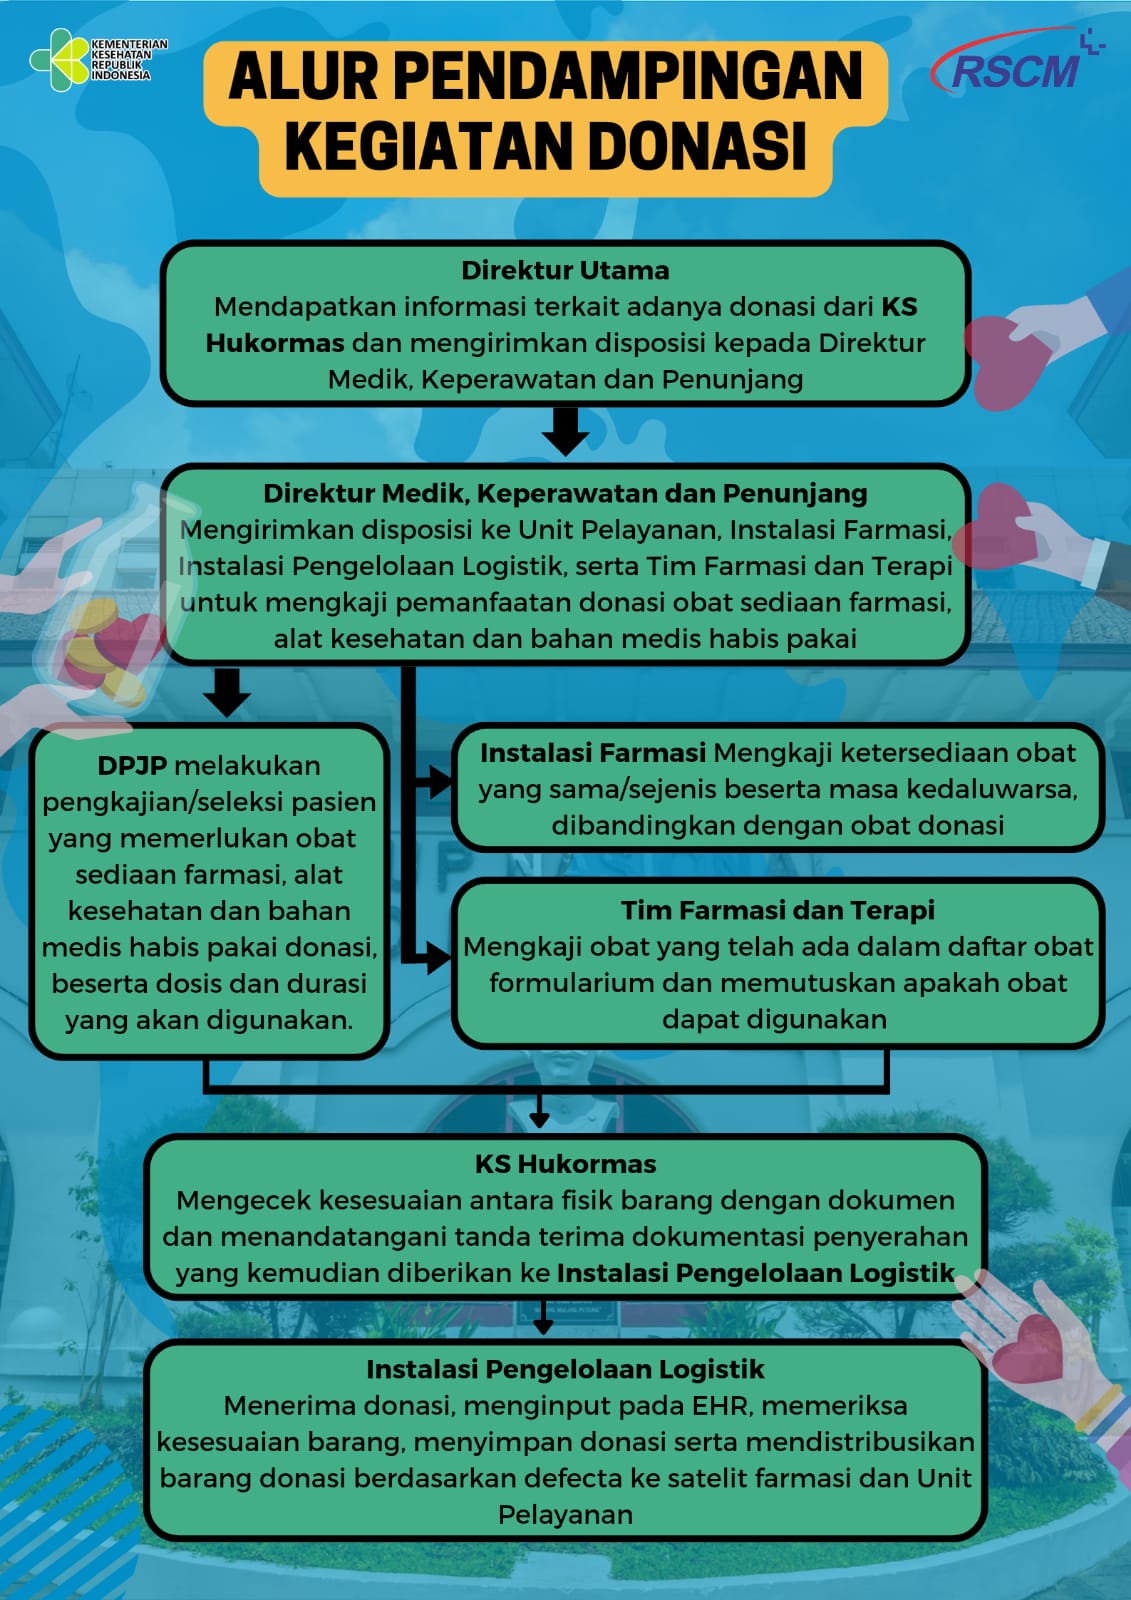 KEMENTERIAN
KESEHATAN
REPUBLIK
INDONESIA
RSCM
ALUR PENDAMPINGAN
KEGIATAN DONASI
Direktur Utama
Mendapatkan informasi terkait adanya donasi dari KS
Hukormas dan mengirimkan disposisi kepada Direktur
Medik, Keperawatan dan Penunjang
Direktur Medik, Keperawatan dan Penunjang
Mengirimkan disposisi ke Unit Pelayanan, Instalasi Farmasi,
Instalasi Pengelolaan Logistik, serta Tim Farmasi dan Terapi
untuk mengkaji pemanfaatan donasi obat sediaan farmasi,
alat kesehatan dan bahan medis habis pakai
DPJP melakukan
pengkajian/seleksi pasien
yang memerlukan obat
sediaan farmasi, alat
kesehatan dan bahan
medis habis pakai donasi,
beserta dosis dan durasi
yang akan digunakan.
Instalasi Farmasi Mengkaji ketersediaan obat
yang sama/sejenis beserta masa kedaluwarsa,
dibandingkan dengan obat donasi
Tim Farmasi dan Terapi
Mengkaji obat yang telah ada dalam daftar obat
formularium dan memutuskan apakah obat
dapat digunakan
KS Hukormas
Mengecek kesesuaian antara fisik barang dengan dokumen
dan menandatangani tanda terima dokumentasi penyerahan
yang kemudian diberikan ke Instalasi Pengelolaan Logistik
Instalasi Pengelolaan Logistik
Menerima donasi, menginput pada EHR, memeriksa
kesesuaian barang, menyimpan donasi serta mendistribusikan
barang donasi berdasarkan defecta ke satelit farmasi dan Unit
Pelayanan